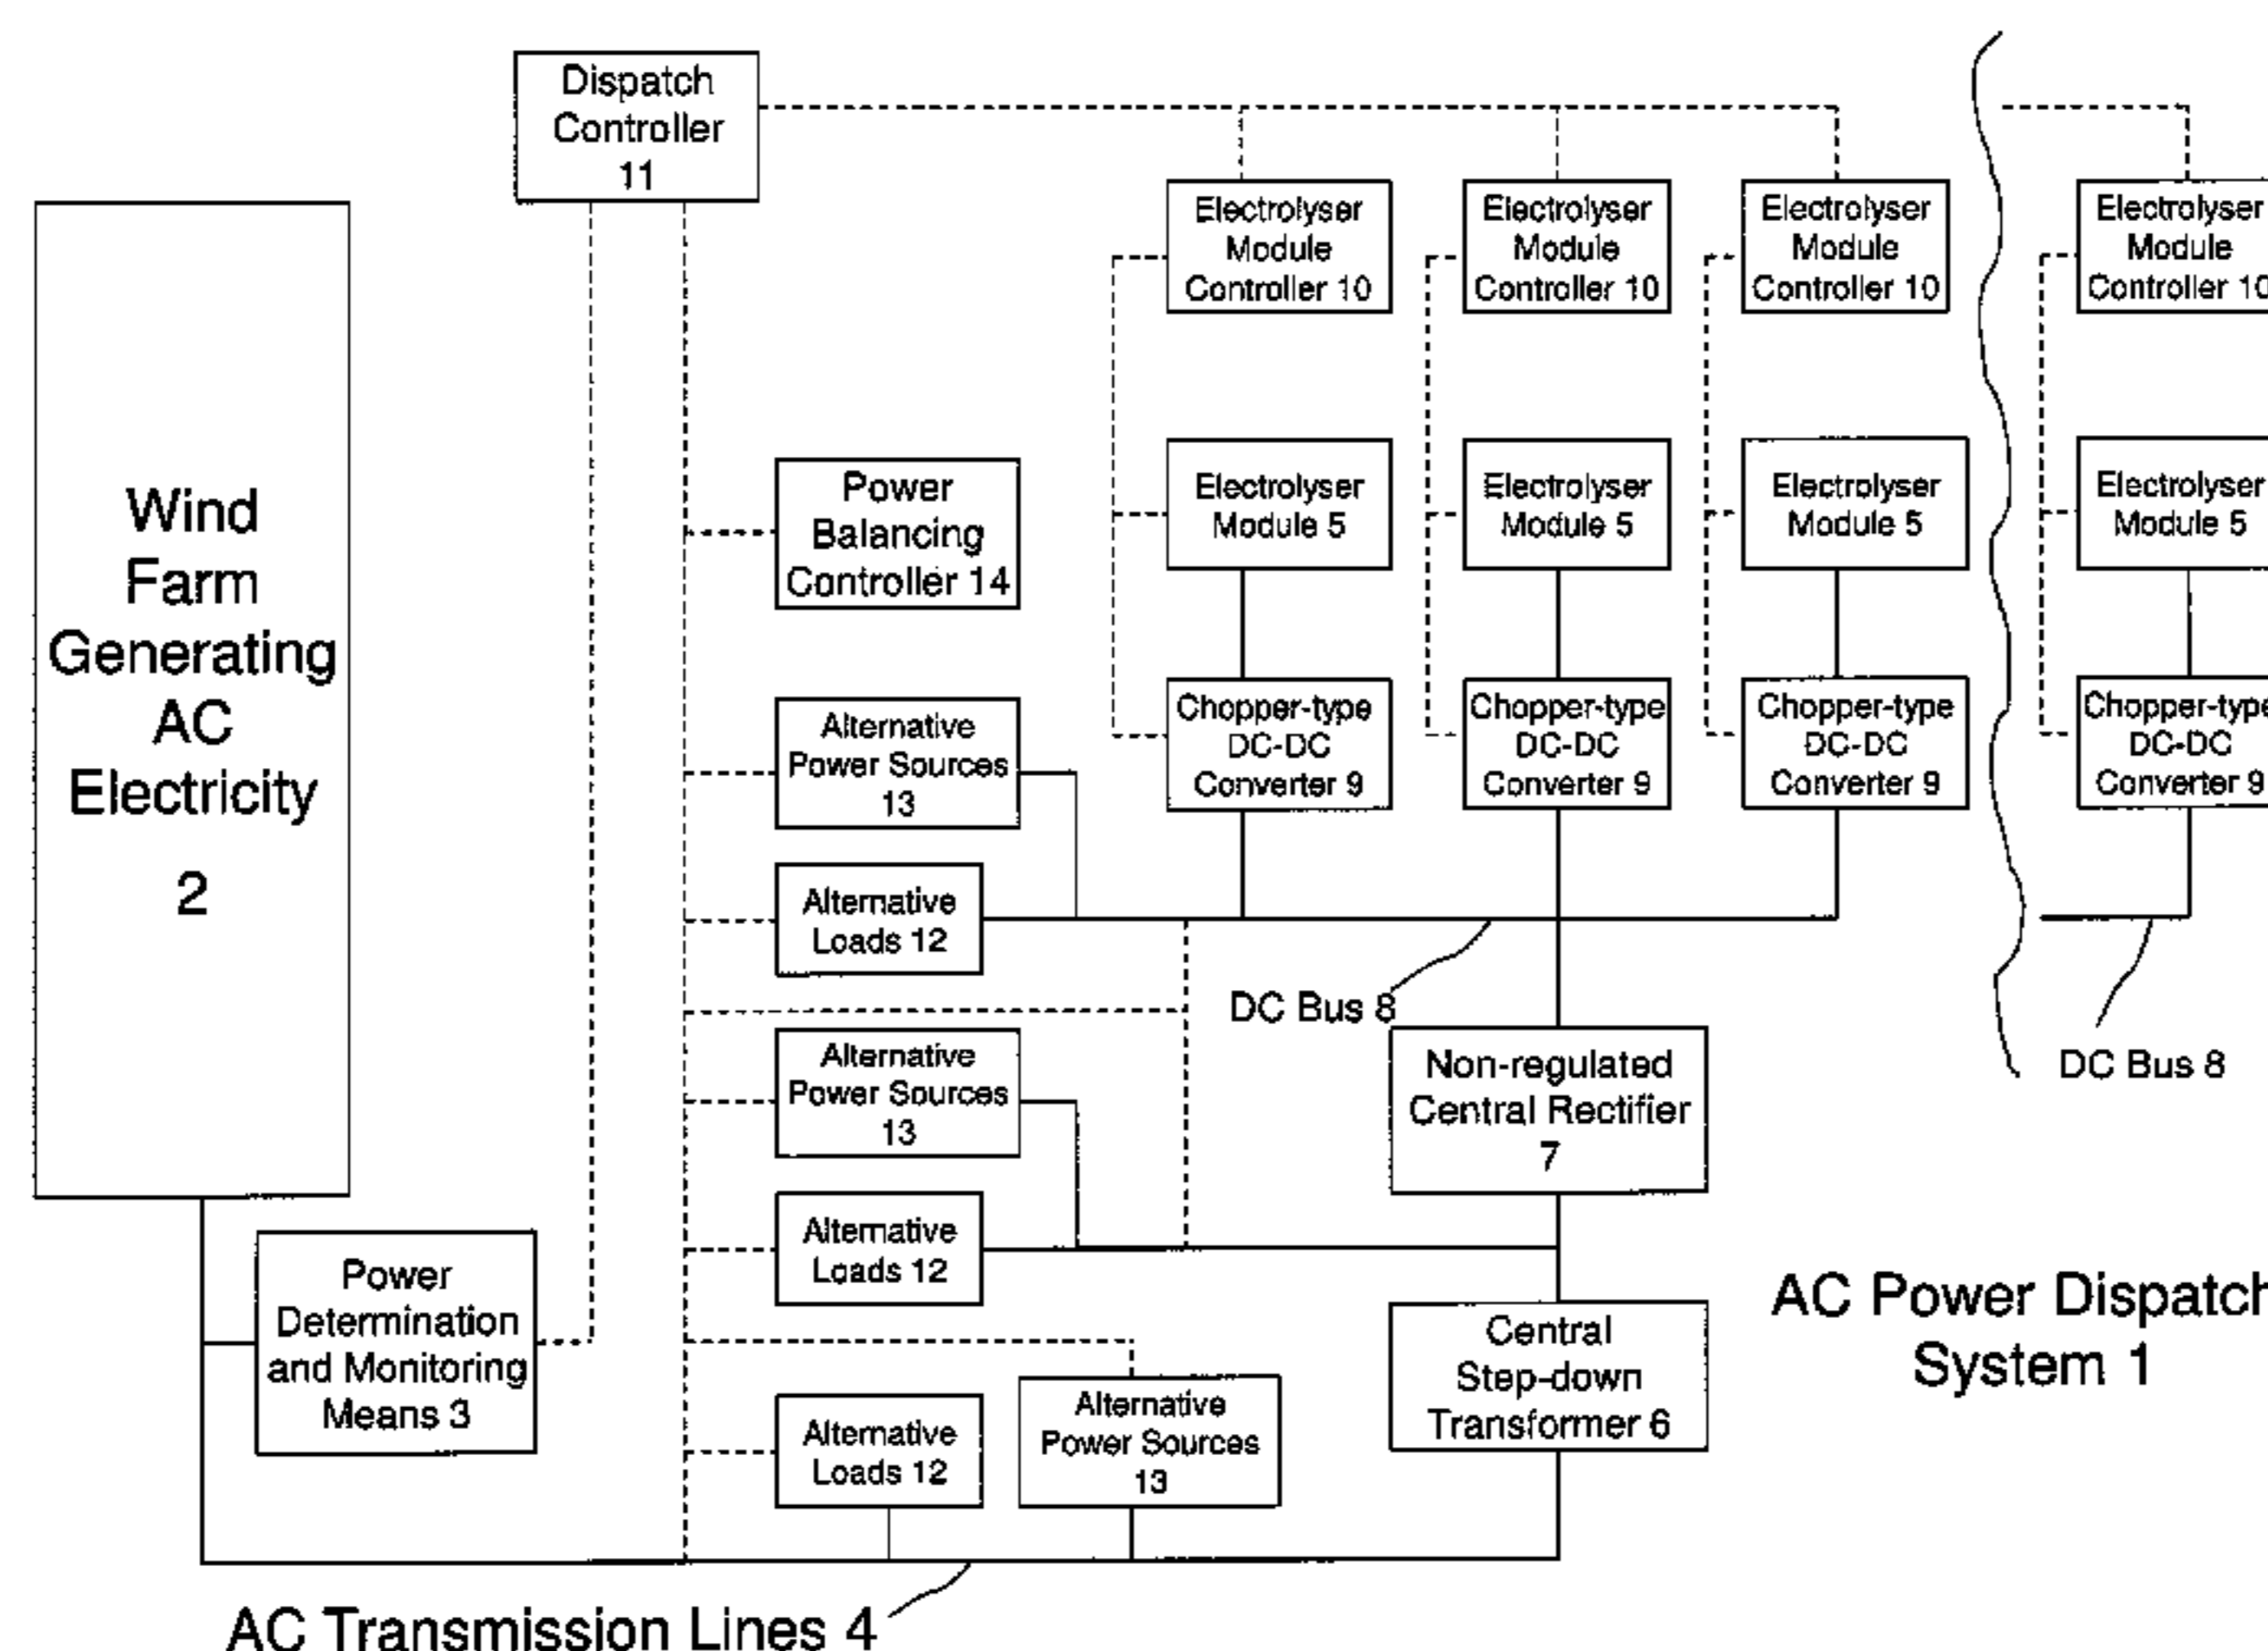 Dispatch
Controller
11
Wind
Farm
Generating
AC
Electricity
2
Electrolyser
Module
Controller 10
Electrolyser
Module
Controller 10
Electrolyser
Module
Controller 10
Electrolyser
Module
Controller 10
Power
Balancing
Controller 14
Electrolyser
Module 5
Electrolyser
Module 5
Electrolyser
Module 5
Electrolyser
Module 5
Alternative
Power Sources
13
Chopper-type
DC-DC
Converter 9
Chopper-type
DC-DC
Converter 9
Chopper-type
DC-DC
Converter 9
Chopper-type
DC-DC
Converter 9
Alternative
Loads 12
DC Bus 8
DC Bus 8
Alternative
Power Sources
13
Non-regulated
Central Rectifier
7
Alternative
Loads 12
Power
Determination
and Monitoring
Means 3
Central
Step-down
Transformer 6
AC Power Dispatch
System 1
Alternative
Loads 12
Alternative
Power Sources
13
AC Transmission Lines 4